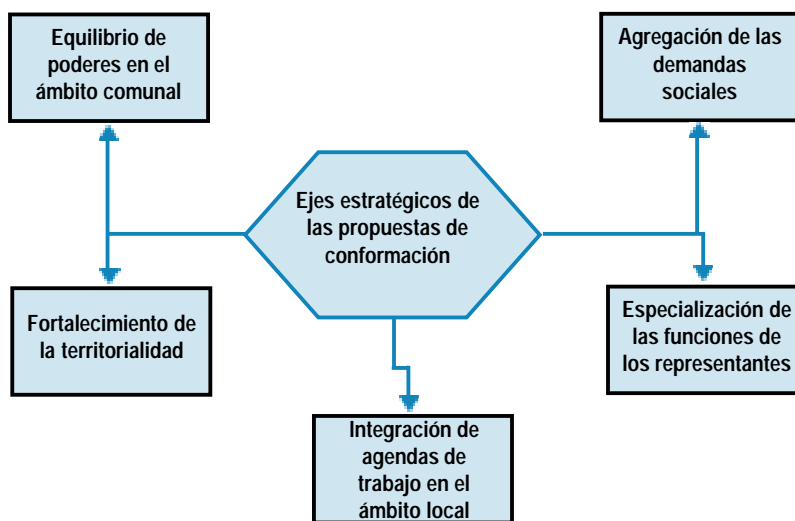 Equilibrio de
poderes en el
ámbito comunal
Agregación de las
demandas
sociales
Ejes estratégicos de
las propuestas de
conformación
Fortalecimiento de
la territorialidad
Especialización de
las funciones de
los representantes
Integración de
agendas de
trabajo en el
ámbito local